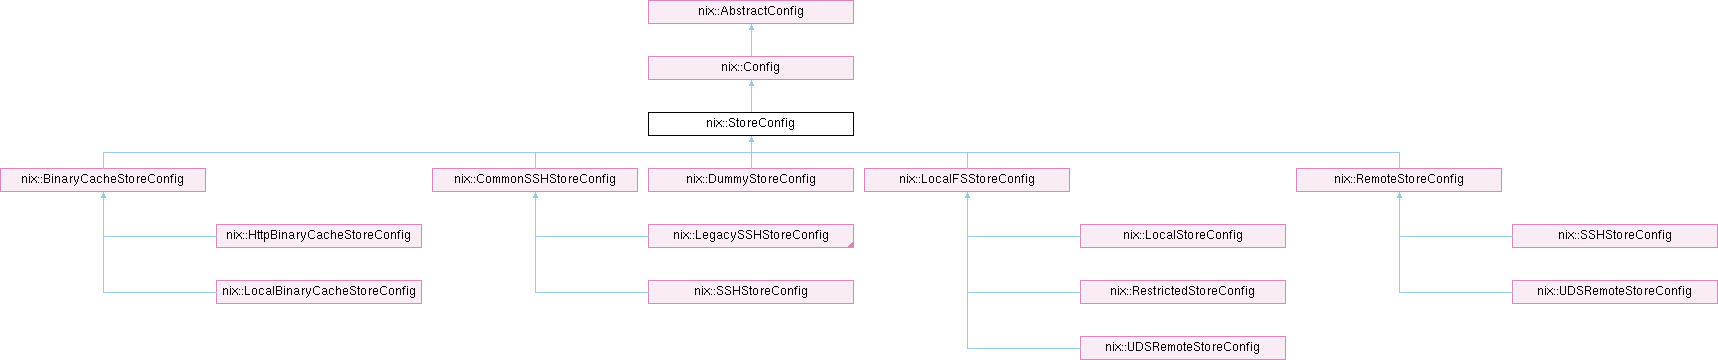 nix::AbstractConfig
nix::Config
nix::StoreConfig
nix::BinaryCacheStoreConfig
nix::CommonSSHStoreConfig
nix::DummyStoreConfig
nix::LocalFSStoreConfig
nix::RemoteStoreConfig
nix::HttpBinaryCacheStoreConfig
nix::LegacySSHStoreConfig
nix::LocalStoreConfig
nix::SSHStoreConfig
nix::LocalBinaryCacheStoreConfig
nix::SSHStoreConfig
nix::RestrictedStoreConfig
nix::UDSRemoteStoreConfig
nix::UDSRemoteStoreConfig